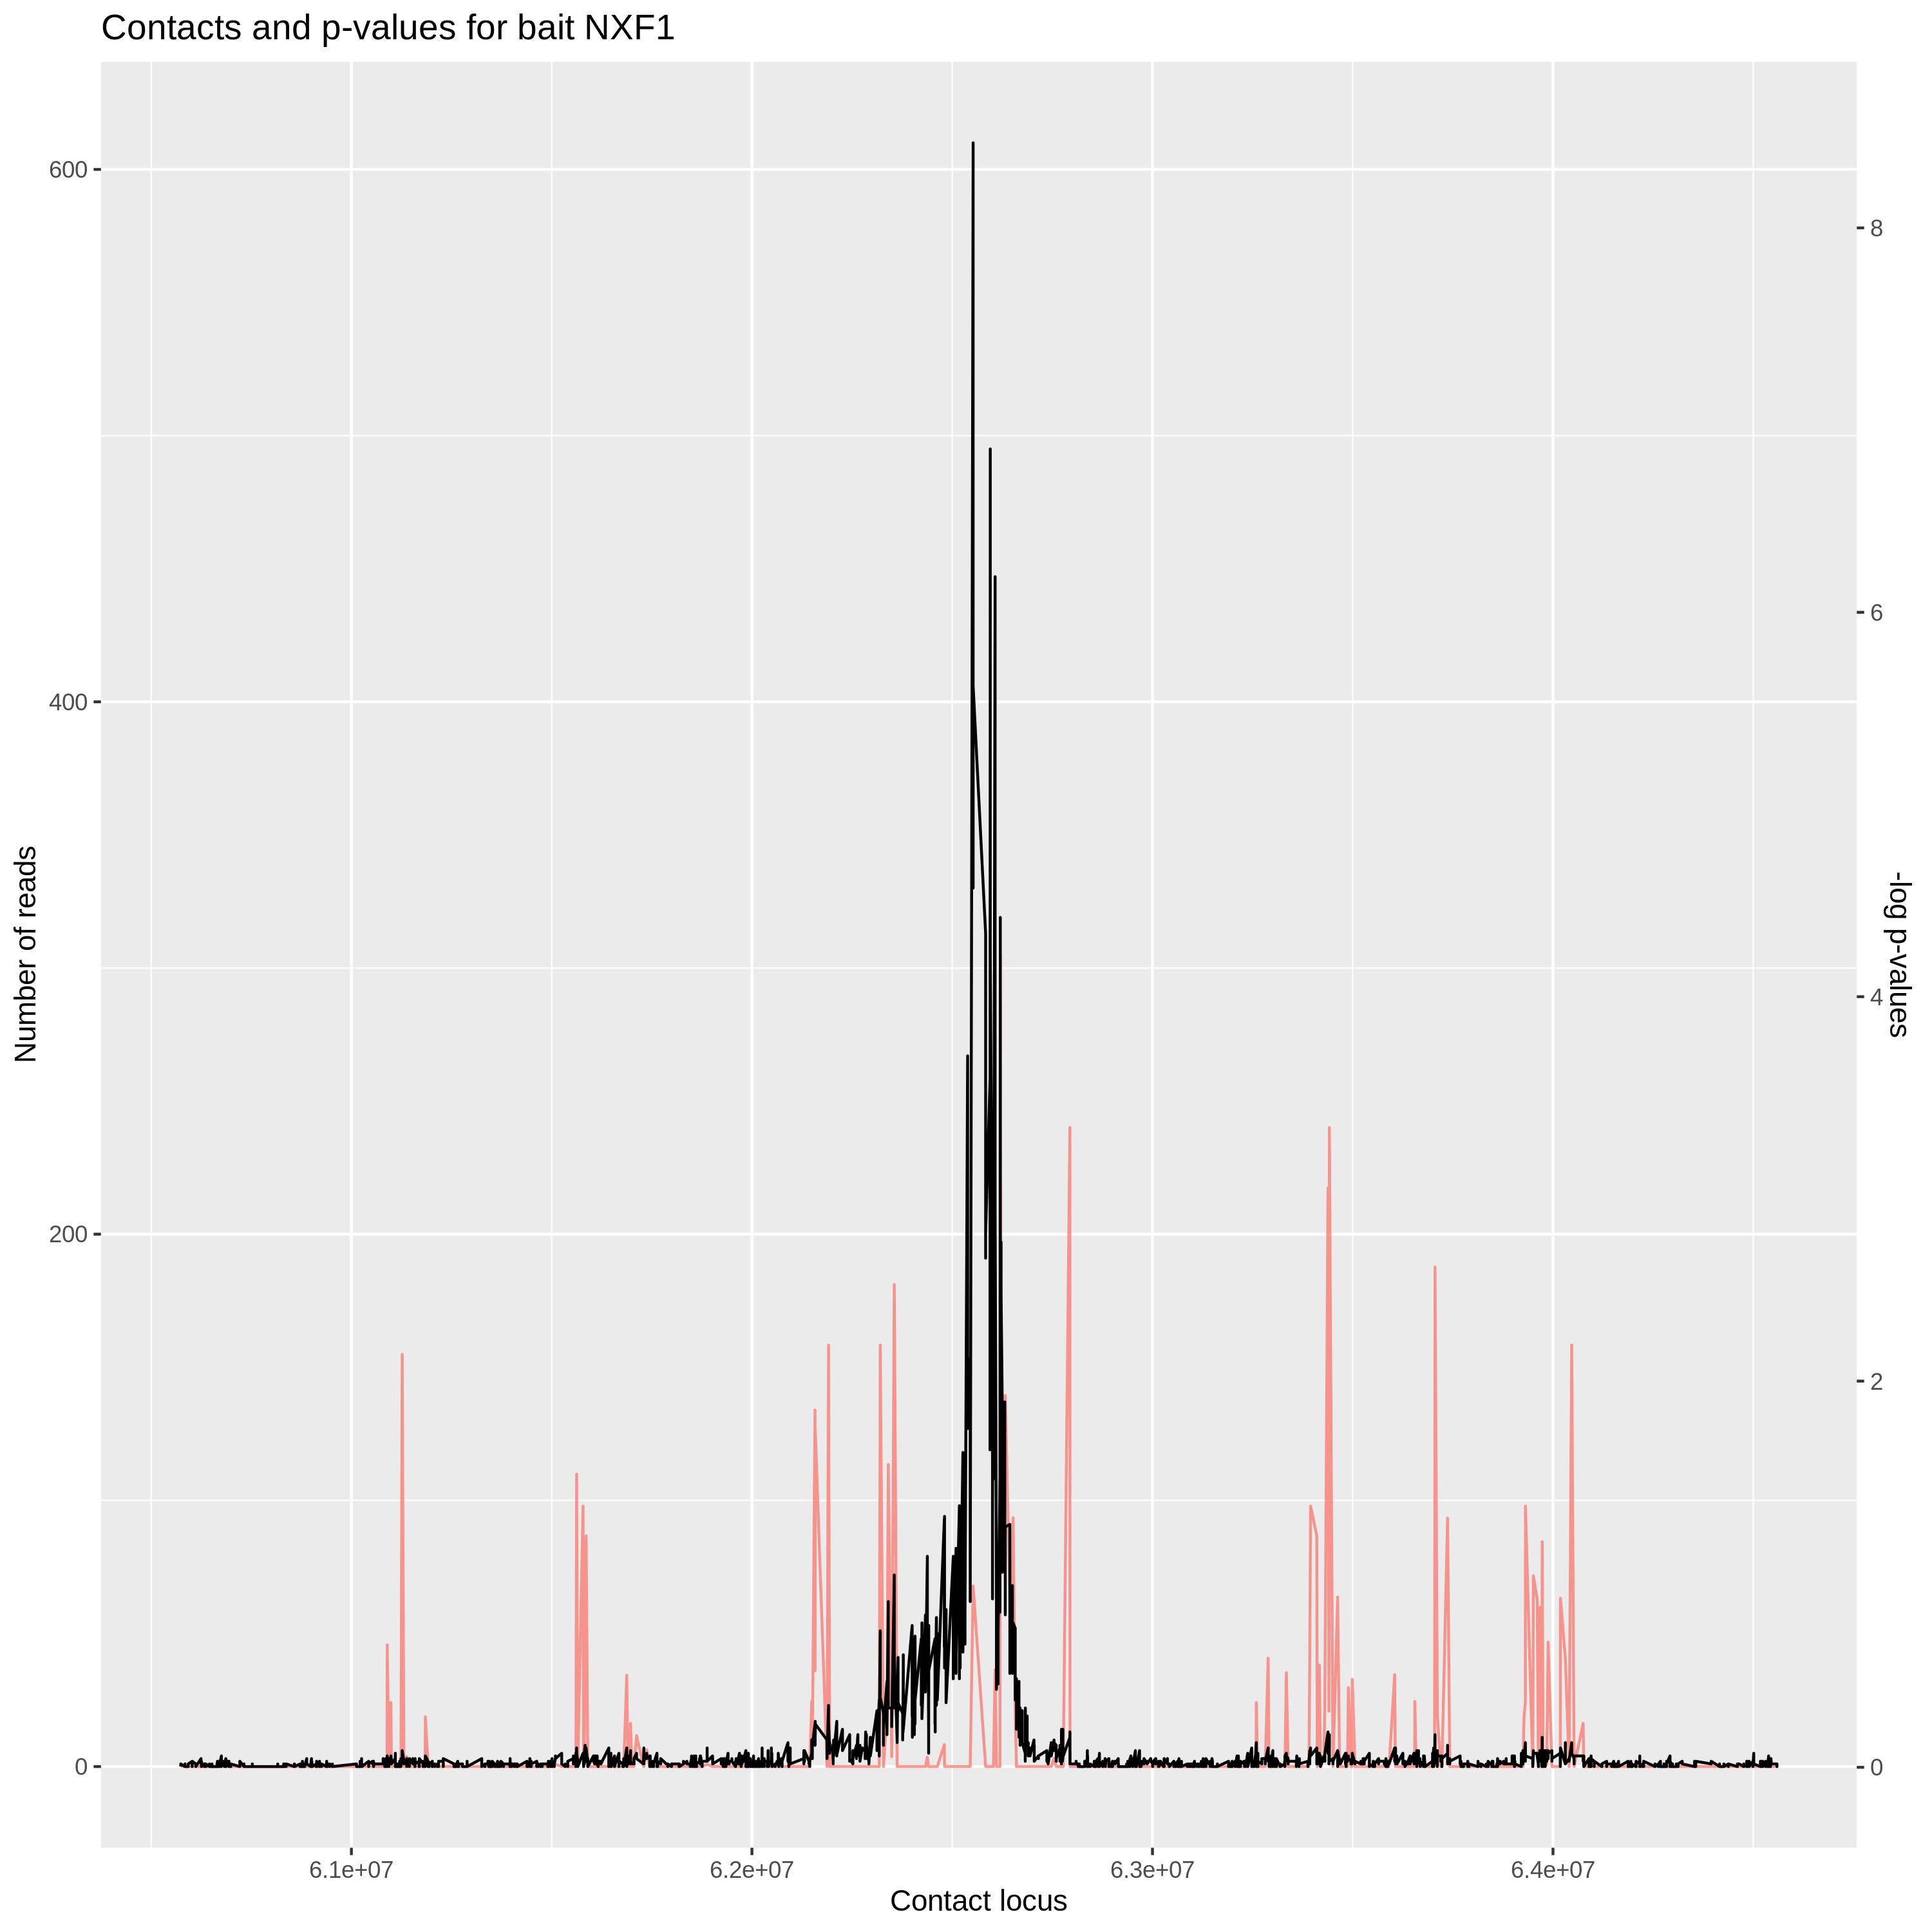 Contacts and p-values for bait NXF1
600
400
200
0
Number of reads
8
6
4
2
0
-log p-values
6.1e+07
6.2e+07
6.3e+07
6.4e+07
Contact locus